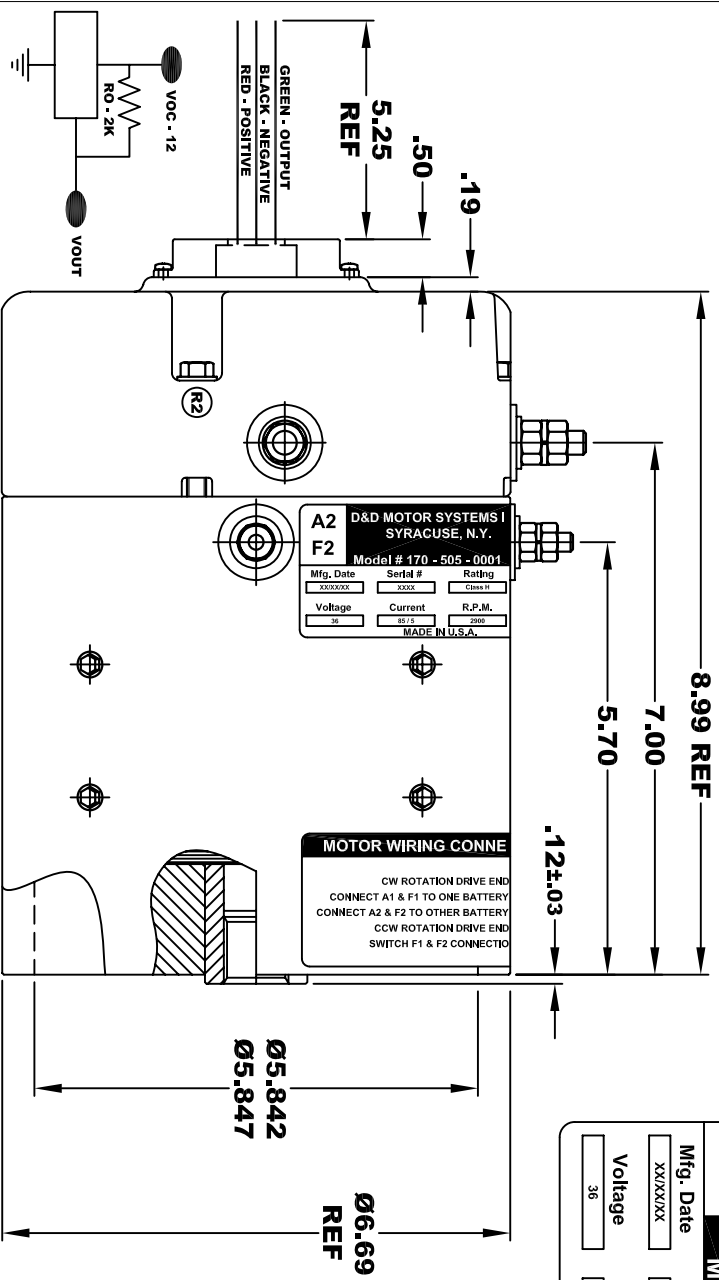 VOC - 12
RO - 2K
VOUT
GREEN - OUTPUT
BLACK - NEGATIVE
RED - POSITIVE
5.25
REF
.50
.19
8.99 REF
7.00
5.70
.12±.03
R2
A2
F2
D&D MOTOR SYSTEMS I
SYRACUSE, N.Y.
Model # 170 - 505 - 0001
Mfg. Date
Serial #
Rating
XX/XX/XX
XXXX
Class H
Voltage
Current
R.P.M.
36
85 / 5
2900
MADE IN U.S.A.
MOTOR WIRING CONNE
CW ROTATION DRIVE END
CONNECT A1 & F1 TO ONE BATTERY
CONNECT A2 & F2 TO OTHER BATTERY
CCW ROTATION DRIVE END
SWITCH F1 & F2 CONNECTIO
Ø5.842
Ø5.847
Ø6.69
REF
M
Mfg. Date
XX/XX/XX
Voltage
36